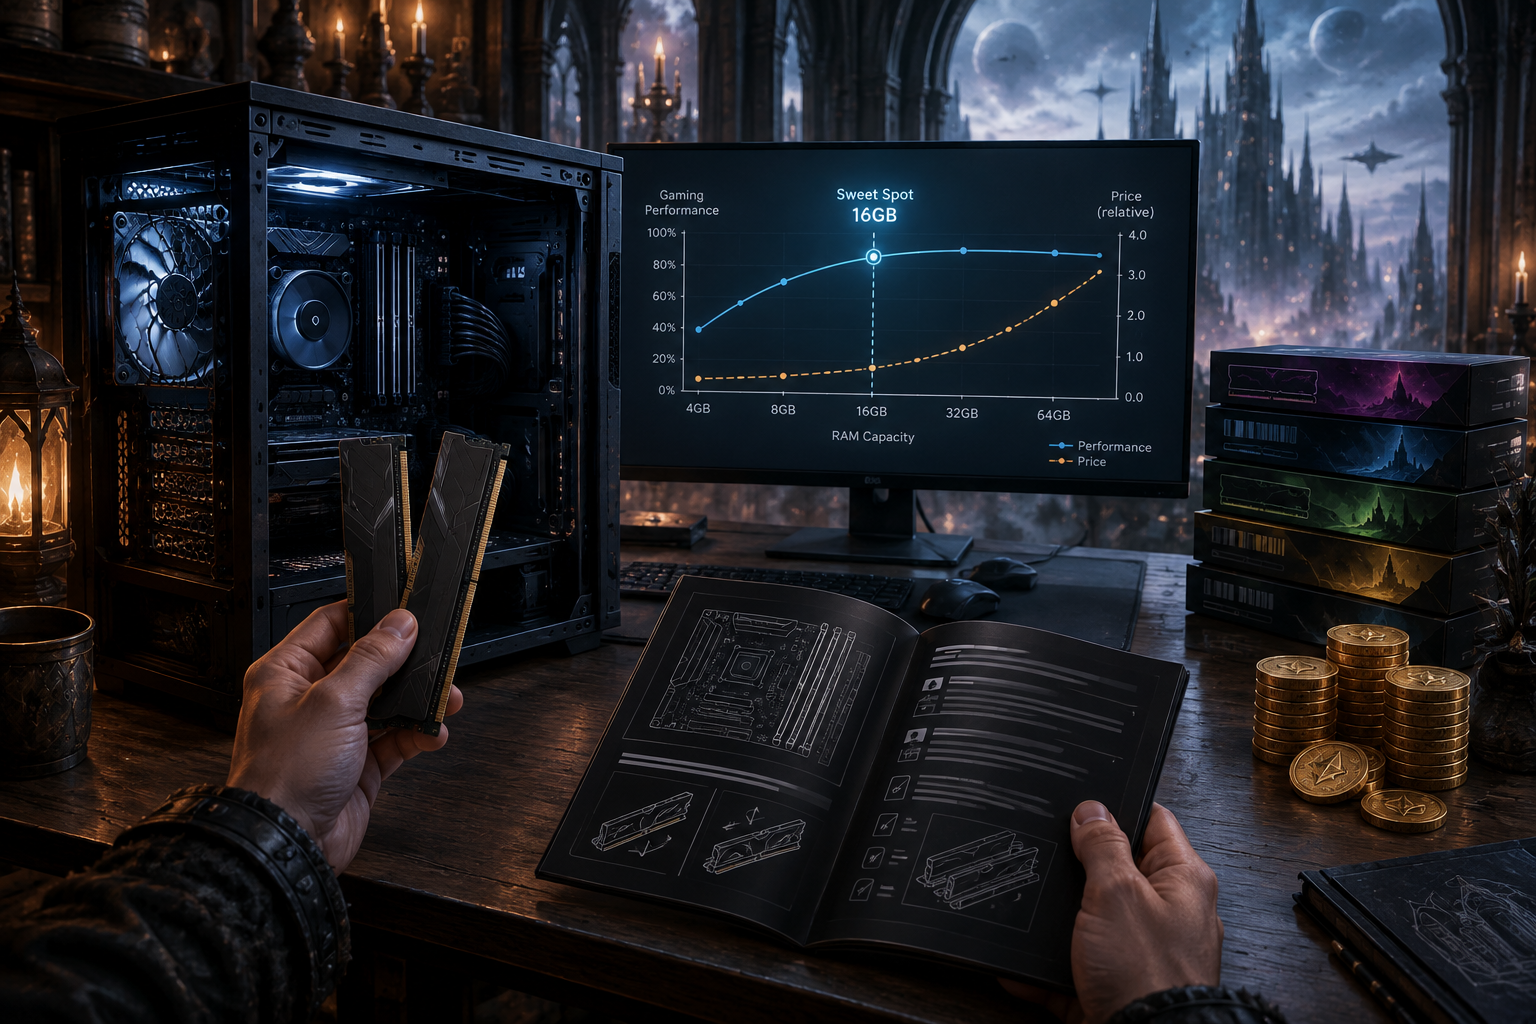 Gaming
Performance
Sweet Spot
16GB
Price
(relative)
100%
80%
60%
40%
20%
0%
4.0
3.0
2.0
1.0
0.0
4GB
8GB
16GB
32GB
64GB
RAM Capacity
Performance
Price